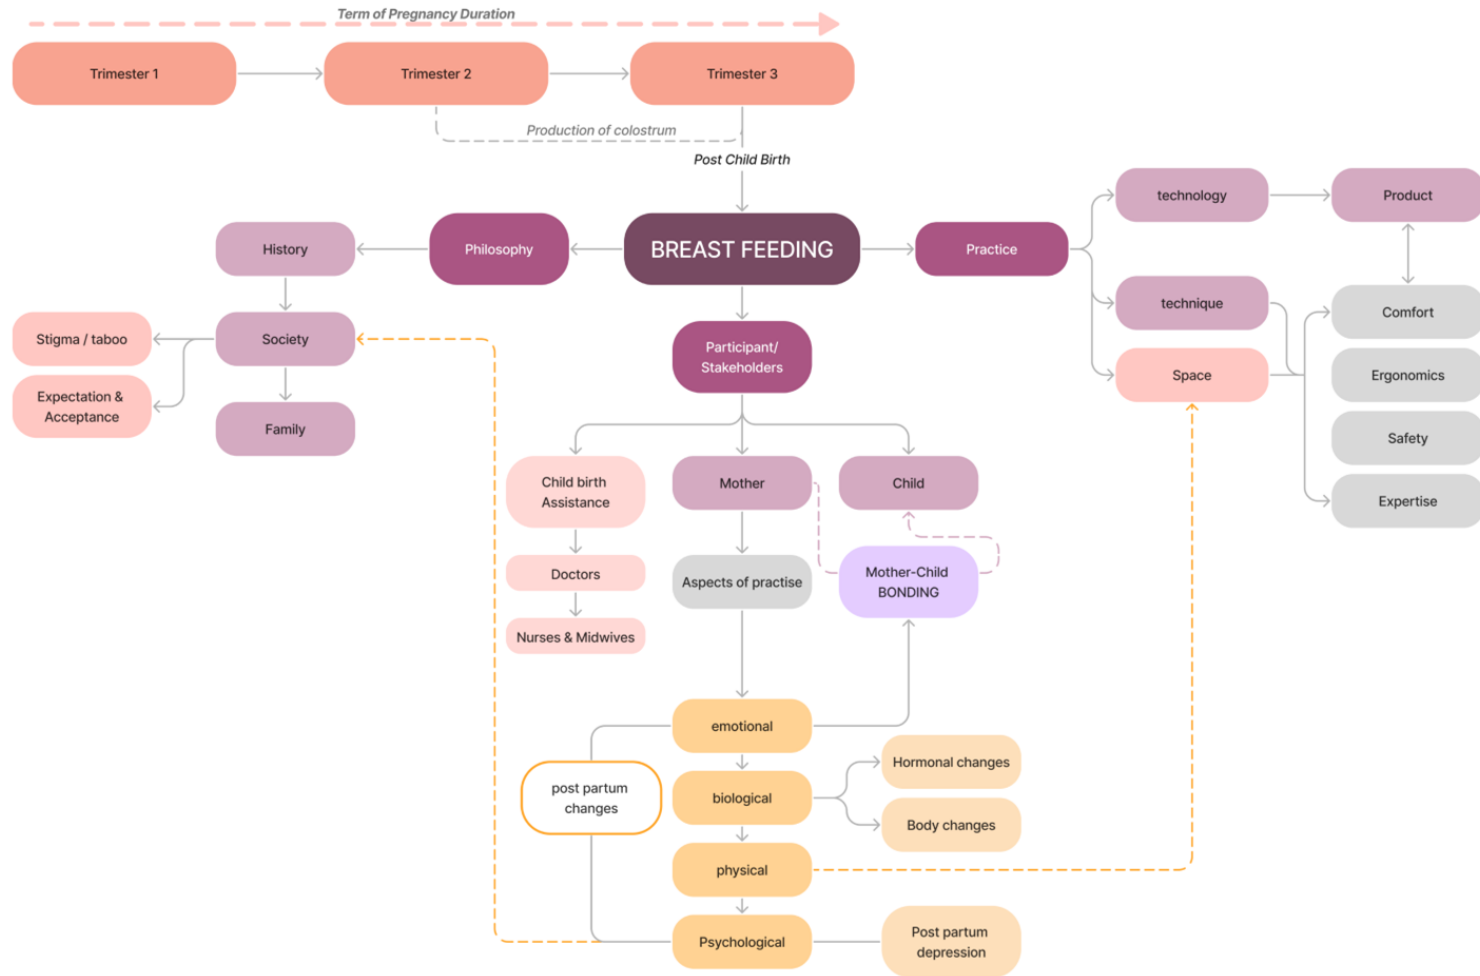 Term of Pregnancy Duration
Trimester 1
Trimester 2
Trimester 3
Production of colostrum
Post Child Birth
technology
Product
History
Philosophy
BREAST FEEDING
Practice
technique
Comfort
Stigma / taboo
Society
Participant/
Stakeholders
Space
Ergonomics
Expectation &
Acceptance
Family
Safety
Child birth
Assistance
Mother
Child
Expertise
Doctors
Aspects of practise
Mother-Child
BONDING
Nurses & Midwives
emotional
Hormonal changes
post partum
changes
biological
Body changes
physical
Psychological
Post partum
depression